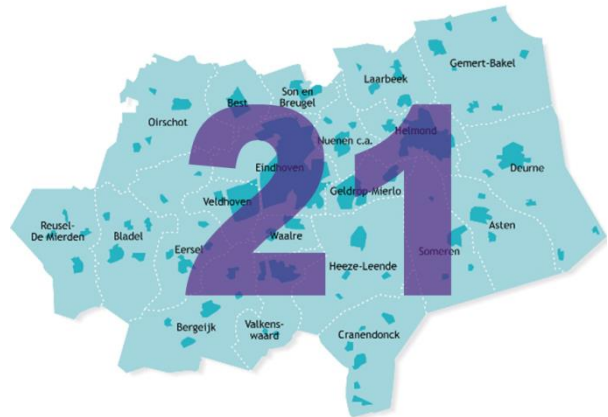 Gemert-Bakel
Laarbeek
Son en
Breugel
Best
Oirschot
Helmond
Nuenen c.a.
Eindhoven
Deurne
21
Geldrop-Mierlo
Veldhoven
Reusel-
De Mierden
Bladel
Eersel
Waalre
Asten
Someren
Heeze-Leende
Bergeijk
Valkens-
waard
Cranendonck